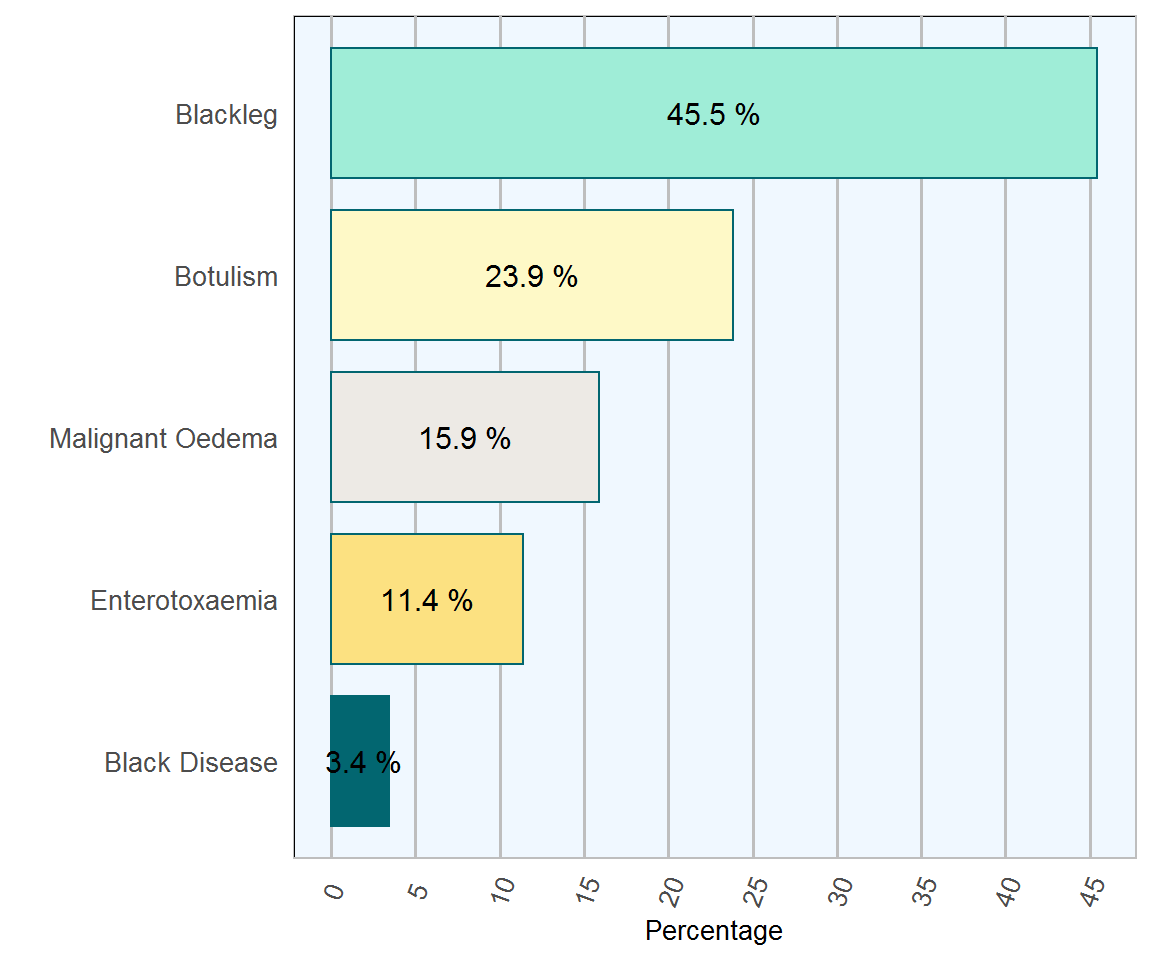 Blackleg
45.5 %
Botulism
23.9 %
Malignant Oedema
15.9 %
Enterotoxaemia
11.4 %
Black Disease
3.4 %
0 5 10 15 20 25 30 35 40 45
Percentage